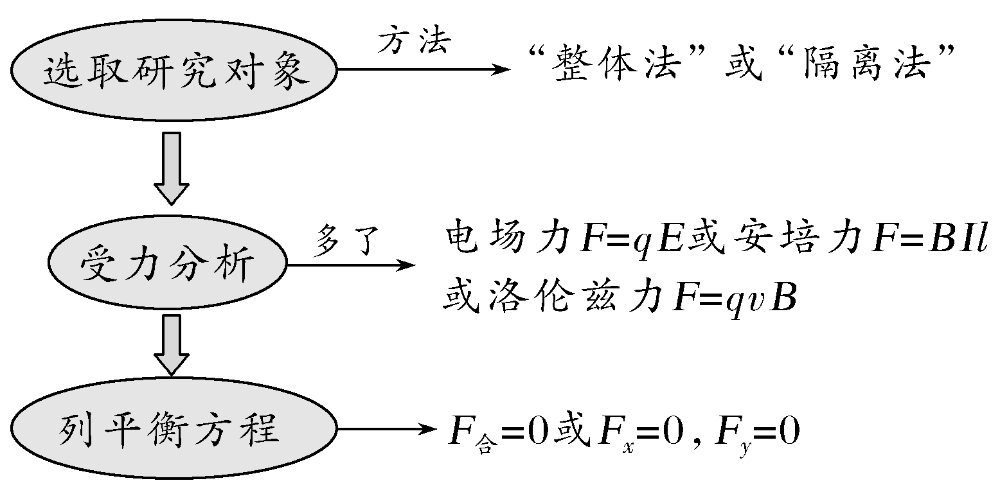 选取研究对象
方法
“整体法”或“隔离法”
受力分析
多了
电场力F=qE或安培力F=BIl
或洛伦兹力F=qvB
列平衡方程
F合=0或Fx=0，Fy=0